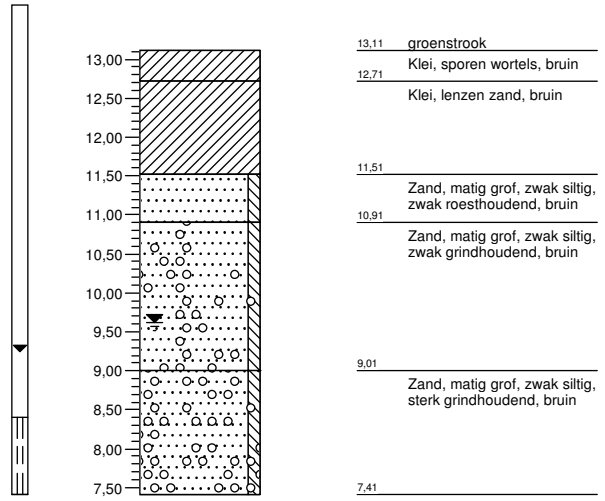 13,00
12,50
12,00
11,50
11,00
10,50
10,00
9,50
9,00
8,50
8,00
7,50
13,11 groenstrook
Klei, sporen wortels, bruin
12,71
Klei, lenzen zand, bruin
11,51
Zand, matig grof, zwak siltig,
zwak roesthoudend, bruin
10,91
Zand, matig grof, zwak siltig,
zwak grindhoudend, bruin
9,01
Zand, matig grof, zwak siltig,
sterk grindhoudend, bruin
7,41